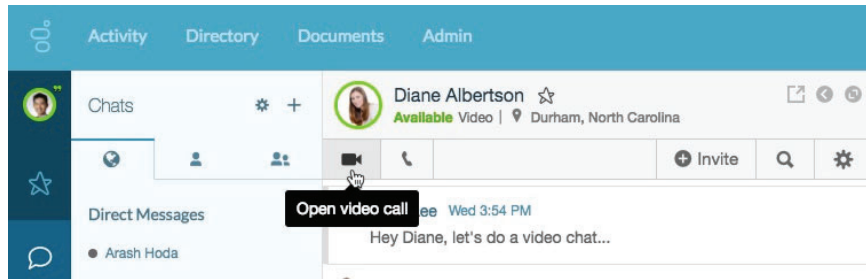 Activity Directory Documents Admin
Chats
Diane Albertson
Available Video | Durham, North Carolina
Invite
Open video call
Direct Messages
ee Wed 3:54 PM
Hey Diane, let's do a video chat...
Arash Hoda